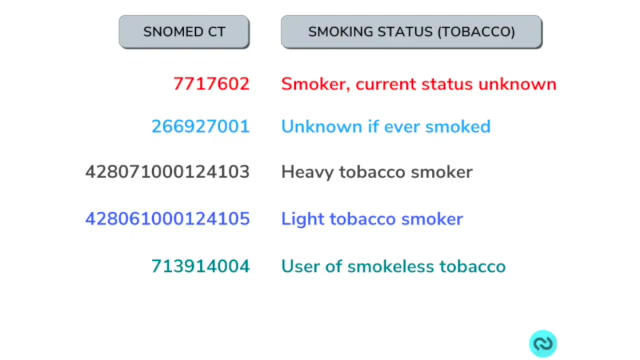 SNOMED CT SMOKING STATUS (TOBACCO)
7717602 Smoker, current status unknown
266927001 Unknown if ever smoked
428071000124103 Heavy tobacco smoker
428061000124105 Light tobacco smoker
713914004 User of smokeless tobacco